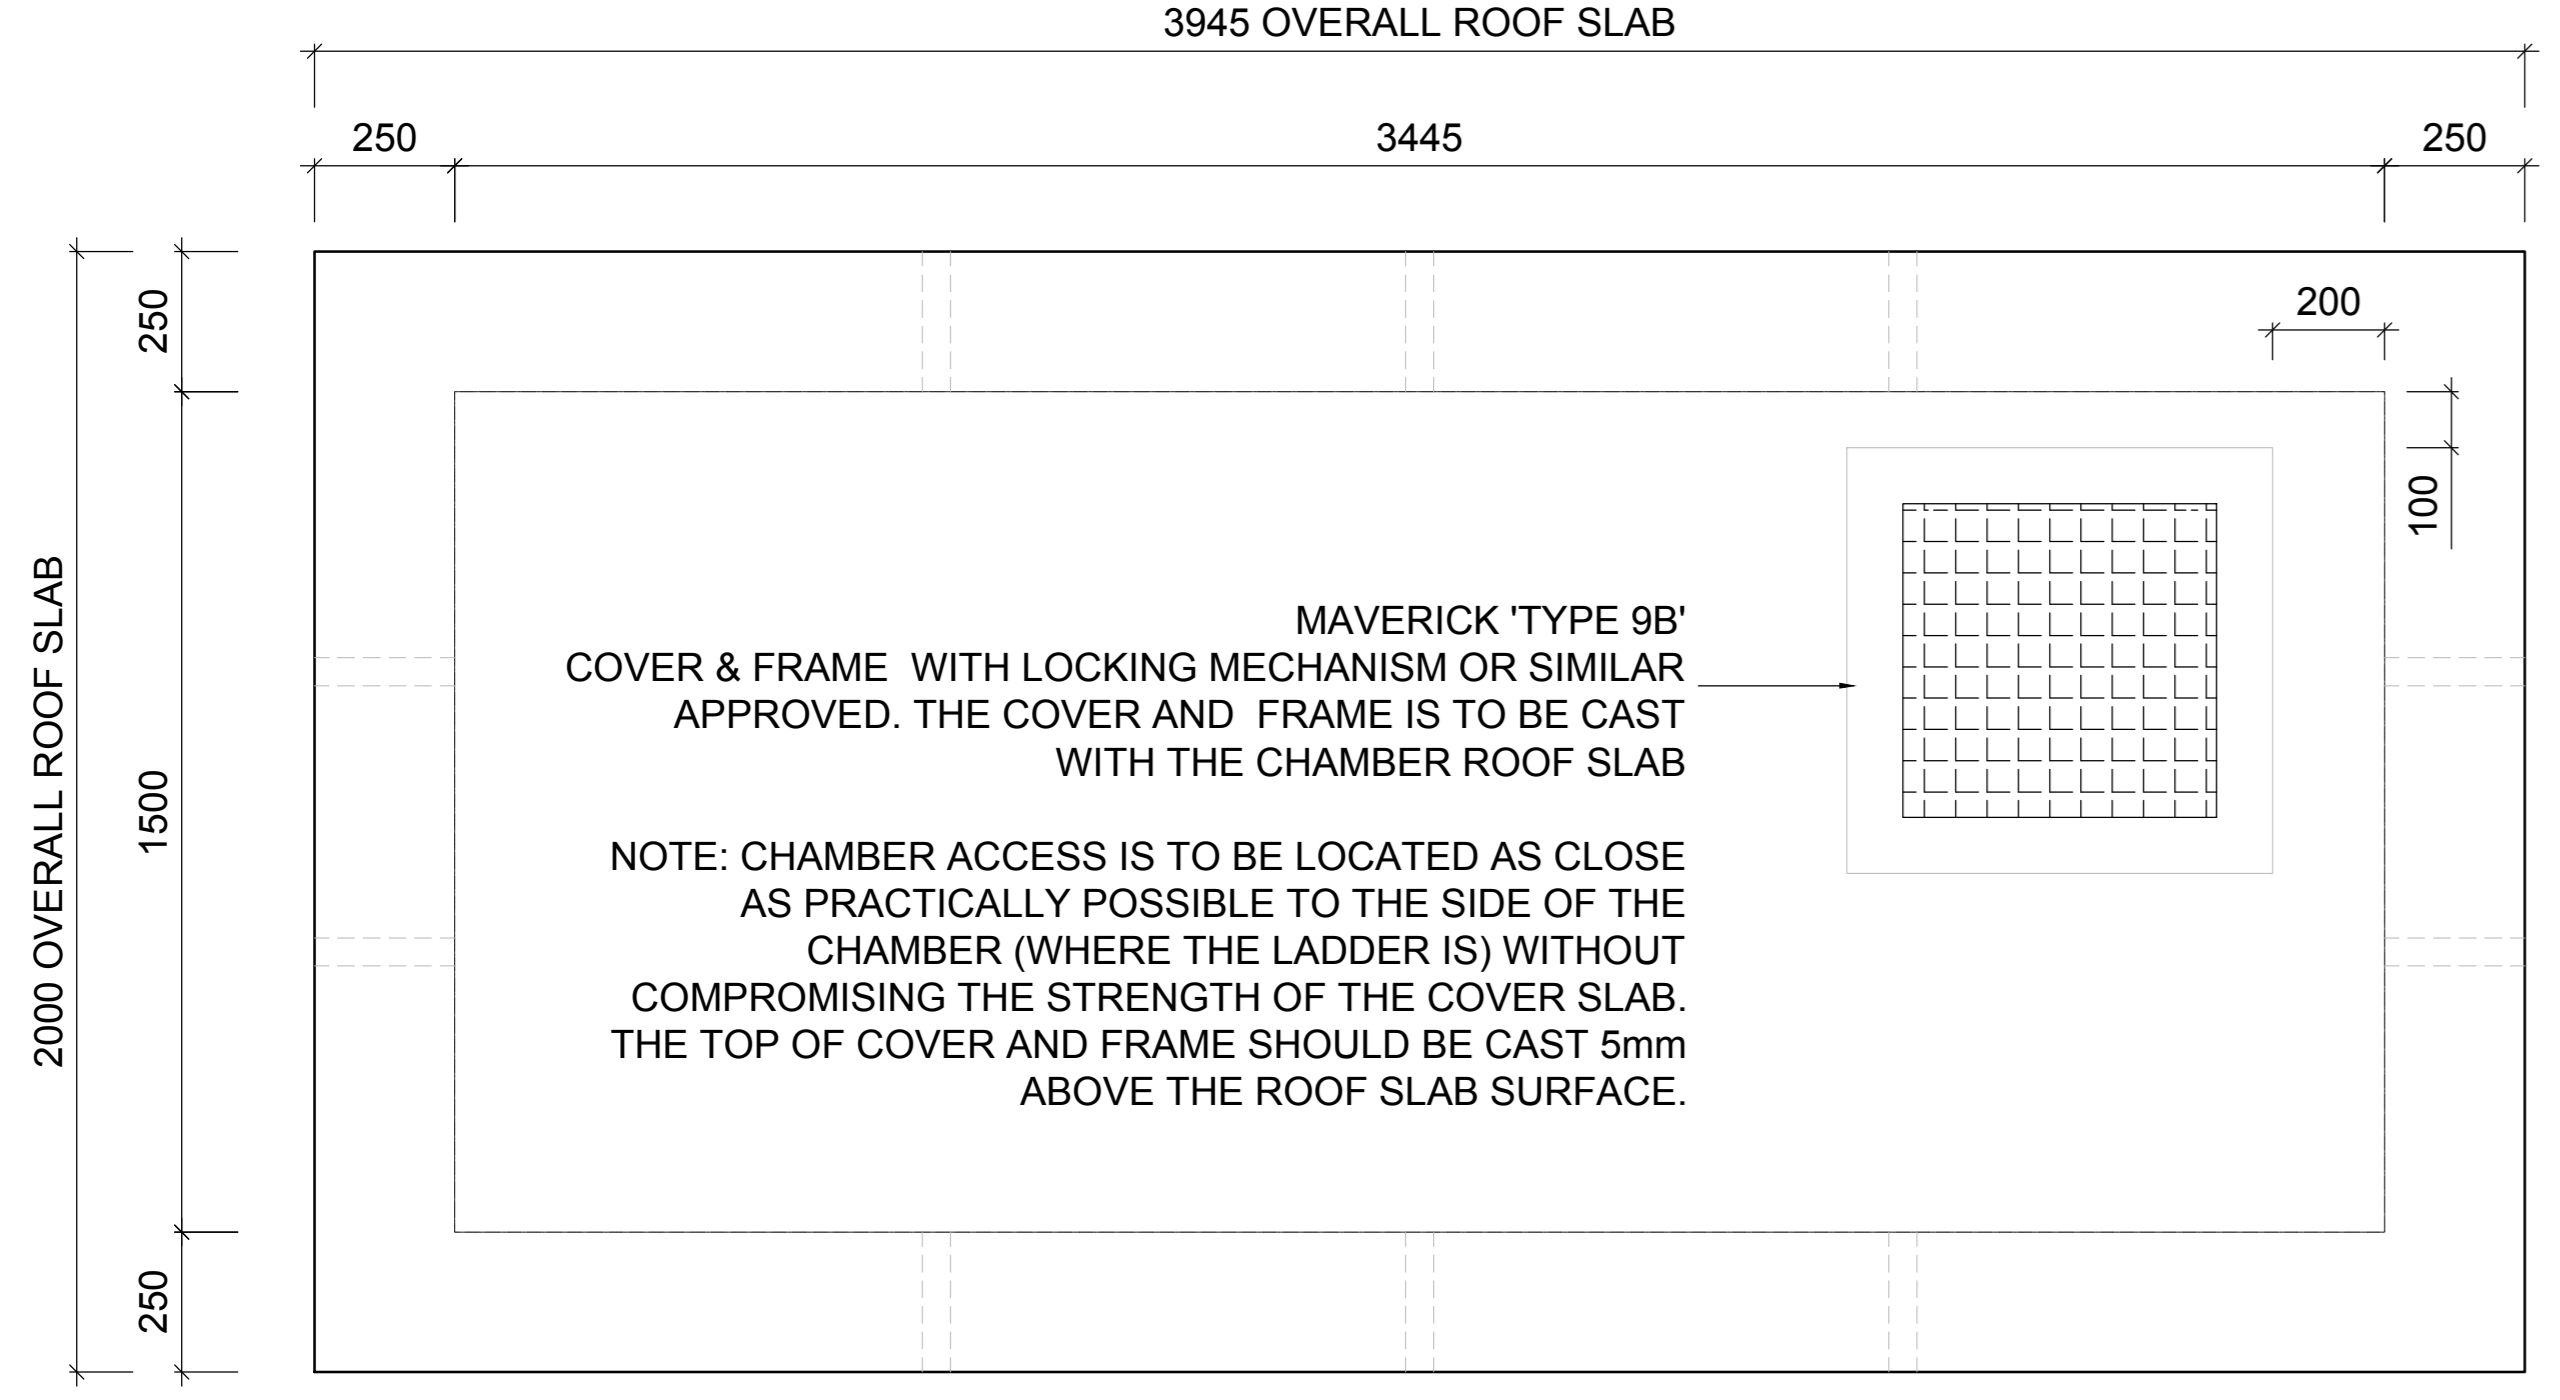 3945 OVERALL ROOF SLAB
250
3445
250
250
200
100
1500
2000 OVERALL ROOF SLAB
MAVERICK 'TYPE 9B'
COVER & FRAME  WITH LOCKING MECHANISM OR SIMILAR
APPROVED. THE COVER AND  FRAME IS TO BE CAST
WITH THE CHAMBER ROOF SLAB
NOTE: CHAMBER ACCESS IS TO BE LOCATED AS CLOSE
AS PRACTICALLY POSSIBLE TO THE SIDE OF THE
CHAMBER (WHERE THE LADDER IS) WITHOUT
COMPROMISING THE STRENGTH OF THE COVER SLAB.
THE TOP OF COVER AND FRAME SHOULD BE CAST 5mm
ABOVE THE ROOF SLAB SURFACE.
250